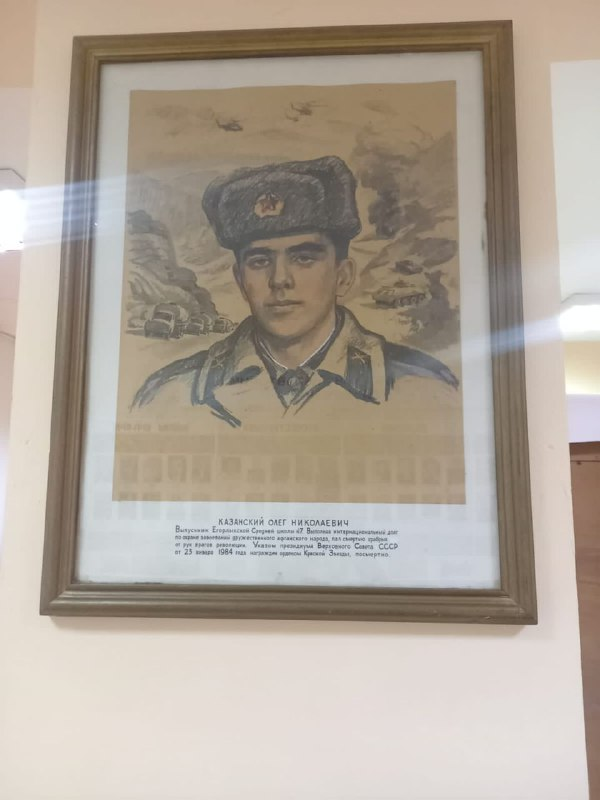 КАЗАНСКИЙ ОЛЕГ НИКОЛАЕВИЧ
Выпускник Егорлыкской Средней школы №7. Выполняя интернациональный долг
по охране завоеваний дружественного афганского народа, пал смертью храбрых
от рук врагов революции. Указом президиума Верховного Совета СССР
от 23 января 1984 года награжден орденом Красной Звезды, посмертно.